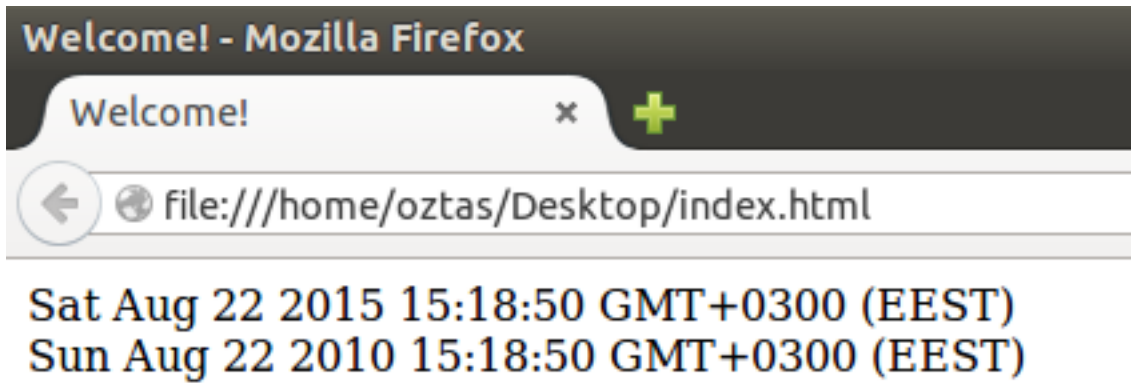 Welcome! - Mozilla Firefox
Welcome!
file:///home/oztas/Desktop/index.html
Sat Aug 22 2015 15:18:50 GMT+0300 (EEST)
Sun Aug 22 2010 15:18:50 GMT+0300 (EEST)